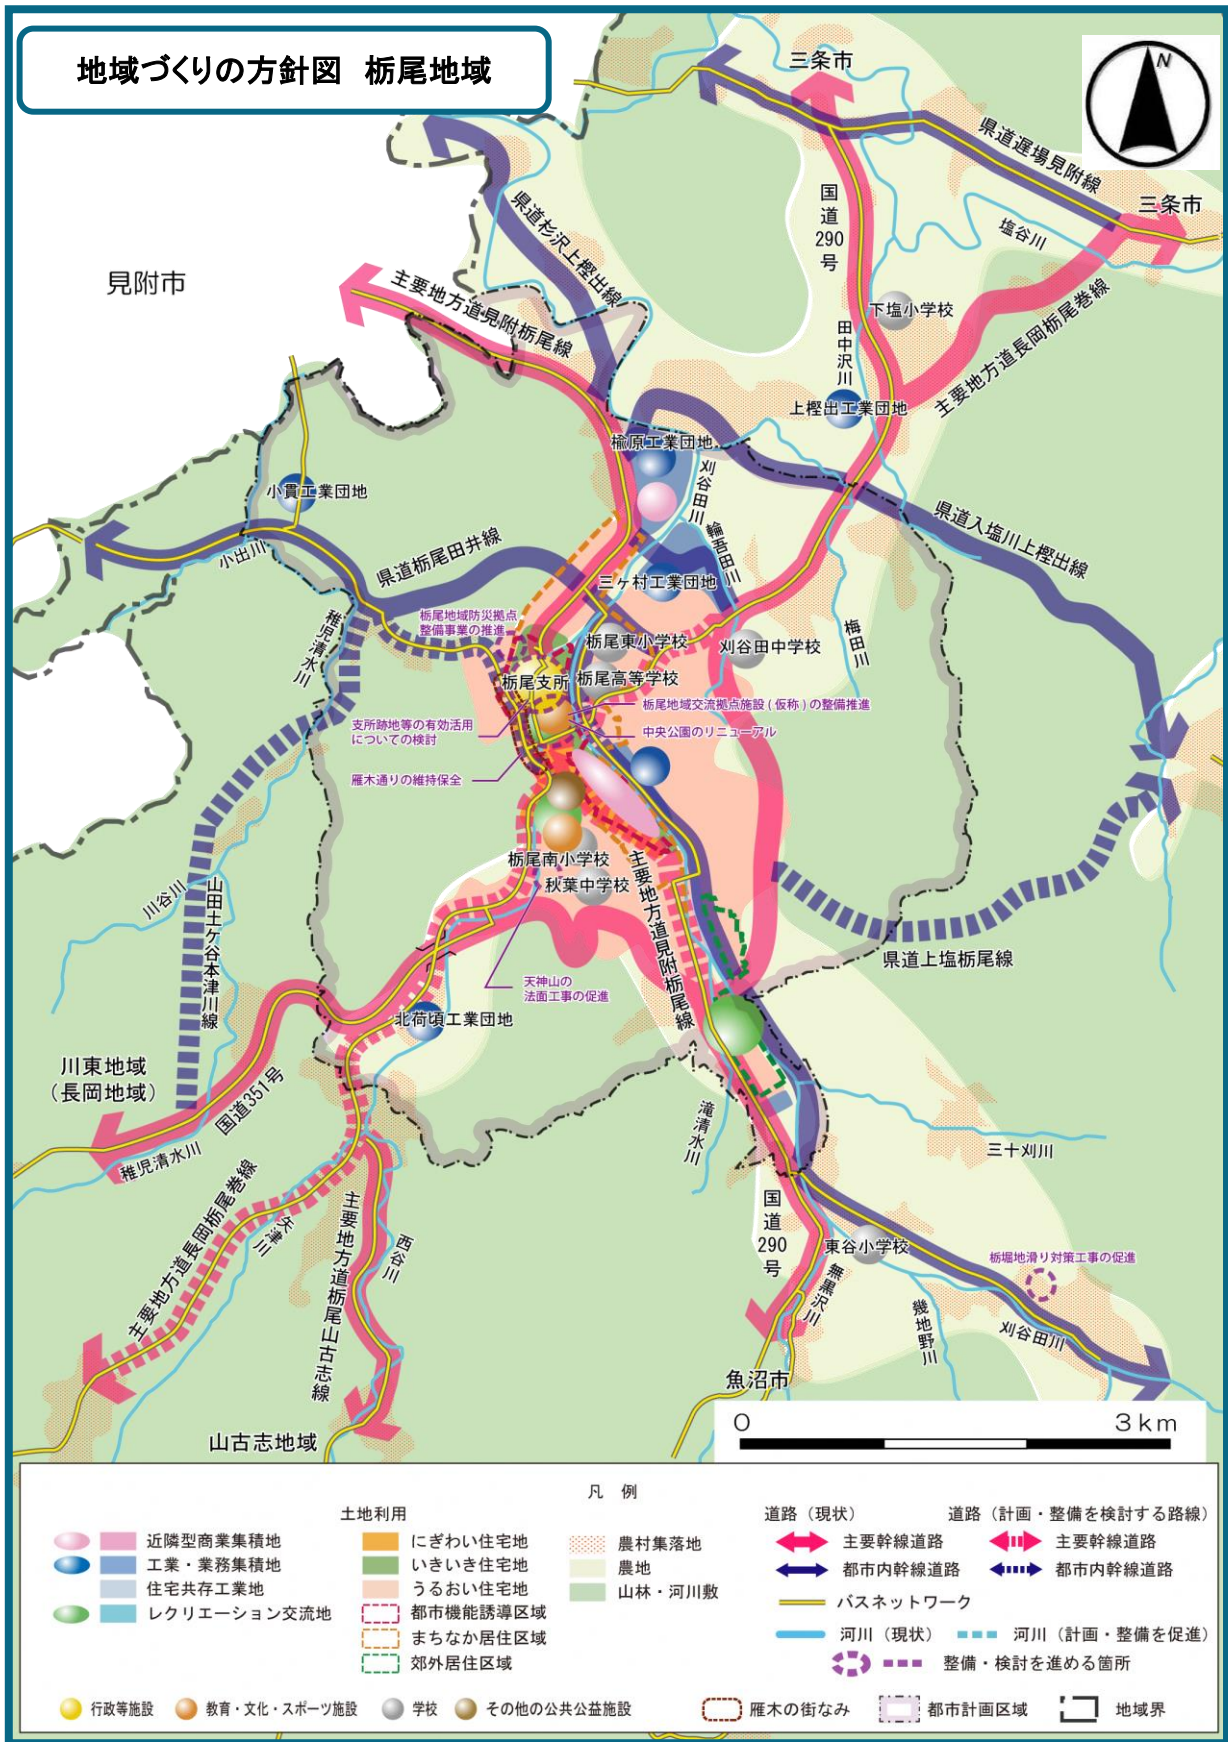 地域づくりの方針図 栃尾地域
N
三条市
県道遅場見附線
三条市
国道290号
塩谷川
県道杉沢上樫出線
見附市
主要地方道見附栃尾線
下塩小学校
田中沢川
主要地方道長岡栃尾巻線
上樫出工業団地
楡原工業団地
刈谷田川
小貫工業団地
輪吾田川
県道入塩川上樫出線
小出川
県道栃尾田井線
三ケ村工業団地
稚児清水川
栃尾地域防災拠点
整備事業の推進
栃尾東小学校
刈谷田中学校
梅田川
栃尾支所
栃尾高等学校
栃尾地域交流拠点施設(仮称)の整備推進
支所跡地等の有効活用
についての検討
中央公園のリニューアル
雁木通りの維持保全
栃尾南小学校
主要地方道見附栃尾線
秋葉中学校
川谷川
山田土ケ谷本津川線
県道上塩栃尾線
天神山の
法面工事の促進
北荷頃工業団地
川東地域
(長岡地域)
国道351号
稚児清水川
滝清水川
三十刈川
主要地方道長岡栃尾巻線
矢津川
主要地方道栃尾山古志線
西谷川
国道290号
東谷小学校
無黒沢川
栃堀地滑り対策工事の促進
幾地野川
刈谷田川
魚沼市
山古志地域
0 3km
凡 例
土地利用
道路(現状) 道路(計画・整備を検討する路線)
近隣型商業集積地 にぎわい住宅地 農村集落地 主要幹線道路 主要幹線道路
工業・業務集積地 いきいき住宅地 農地 都市内幹線道路 都市内幹線道路
住宅共存工業地 うるおい住宅地 山林・河川敷 バスネットワーク
レクリエーション交流地 都市機能誘導区域 河川(現状) 河川(計画・整備を促進)
まちなか居住区域 整備・検討を進める箇所
郊外居住区域
行政等施設 教育・文化・スポーツ施設 学校 その他の公共公益施設 雁木の街なみ 都市計画区域 地域界